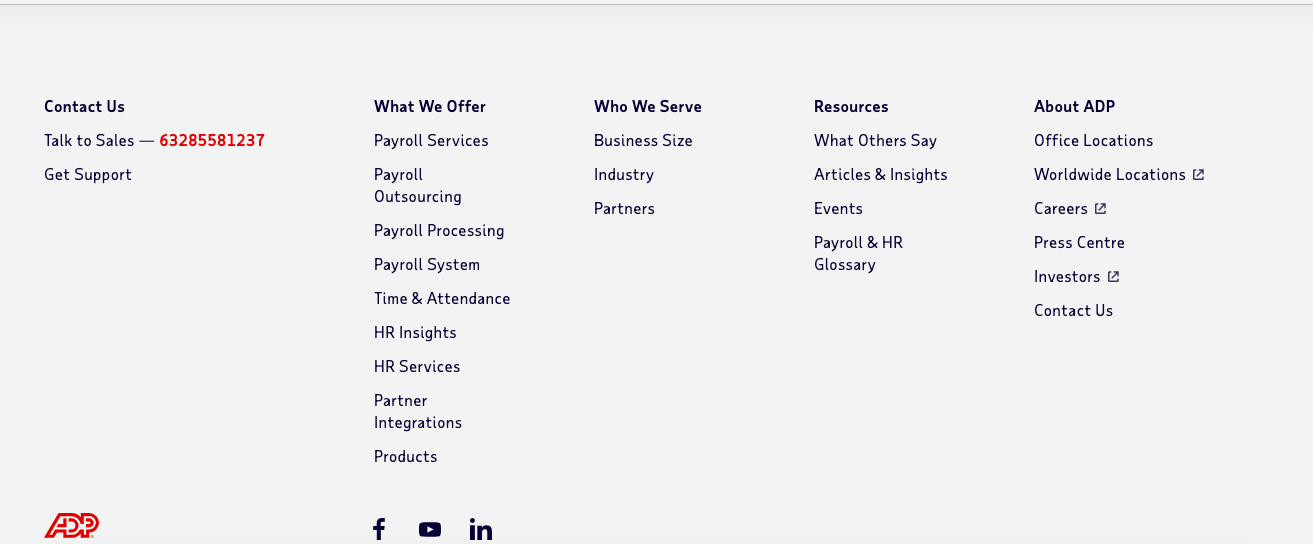 Contact Us
Talk to Sales — 63285581237
Get Support
What We Offer
Payroll Services
Payroll
Outsourcing
Payroll Processing
Payroll System
Time & Attendance
HR Insights
HR Services
Partner
Integrations
Products
Who We Serve
Business Size
Industry
Partners
Resources
What Others Say
Articles & Insights
Events
Payroll & HR
Glossary
About ADP
Office Locations
Worldwide Locations
Careers
Press Centre
Investors
Contact Us
ADP